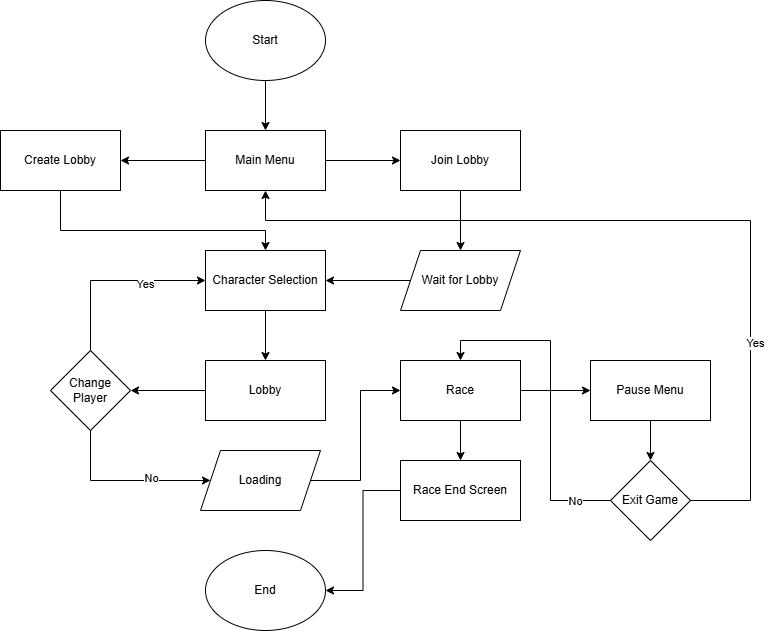 Start
Create Lobby
Main Menu
Join Lobby
Character Selection
Wait for Lobby
Yes
Yes
Change
Player
Lobby
Race
Pause Menu
No
Loading
Race End Screen
No
Exit Game
End